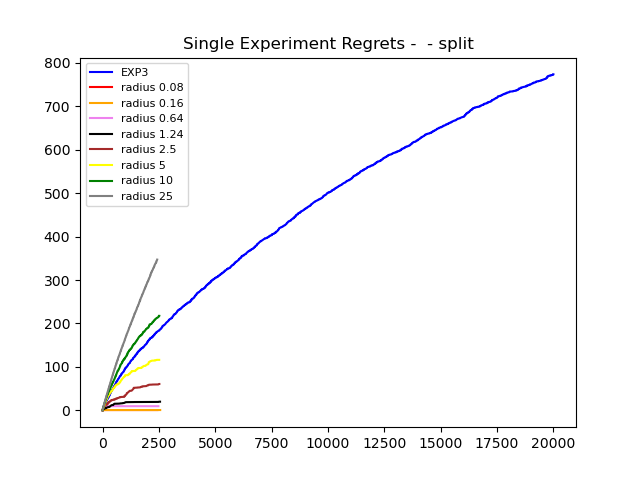 Single Experiment Regrets -  - split
800
700
600
500
400
300
200
100
0
EXP3
radius 0.08
radius 0.16
radius 0.64
radius 1.24
radius 2.5
radius 5
radius 10
radius 25
0 2500 5000 7500 10000 12500 15000 17500 20000